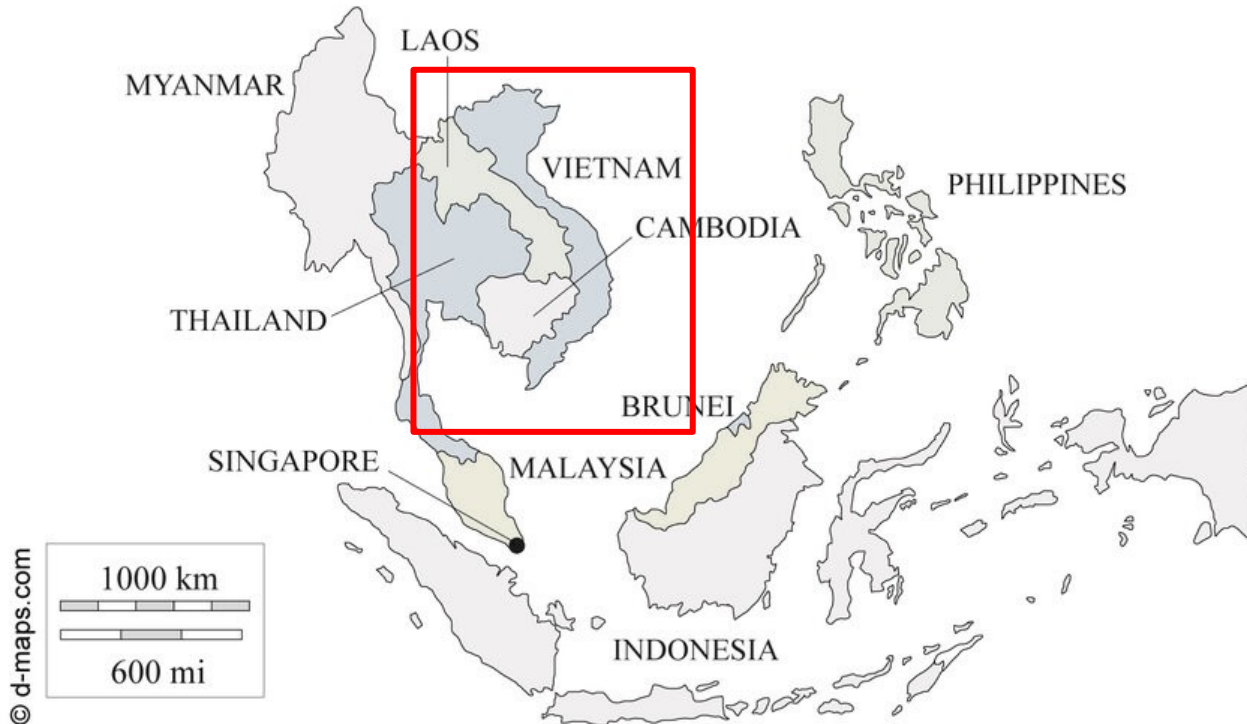 LAOS
MYANMAR
VIETNAM
PHILIPPINES
CAMBODIA
THAILAND
BRUNEI
SINGAPORE
MALAYSIA
1000 km
600 mi
INDONESIA
© d-maps.com